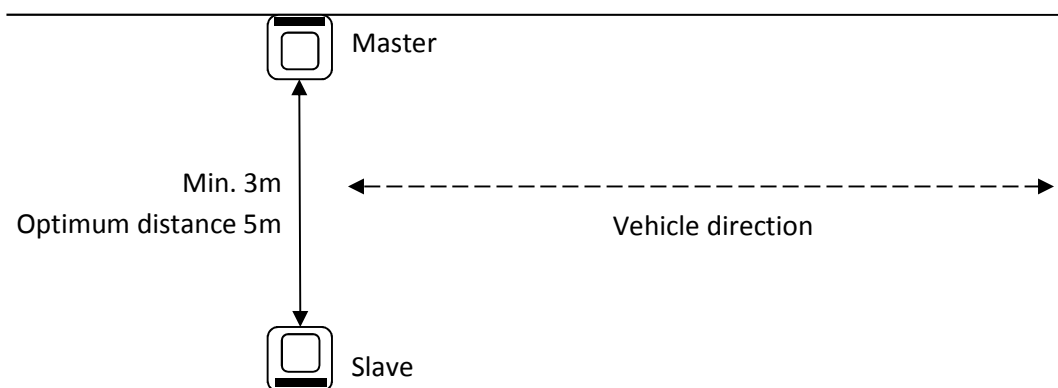 Master
Min. 3m
Optimum distance 5m
Vehicle direction
Slave